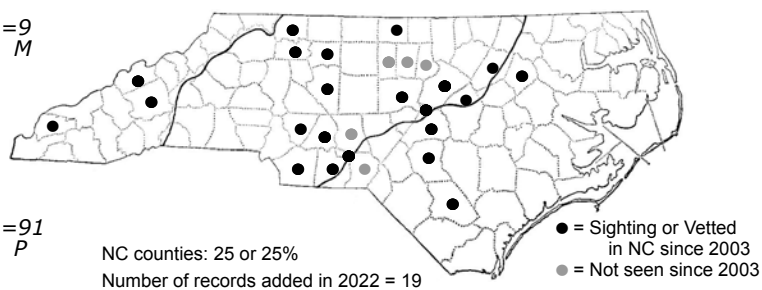 =9
M
=91
P
NC counties: 25 or 25%
Number of records added in 2022 = 19
= Sighting or Vetted
in NC since 2003
= Not seen since 2003